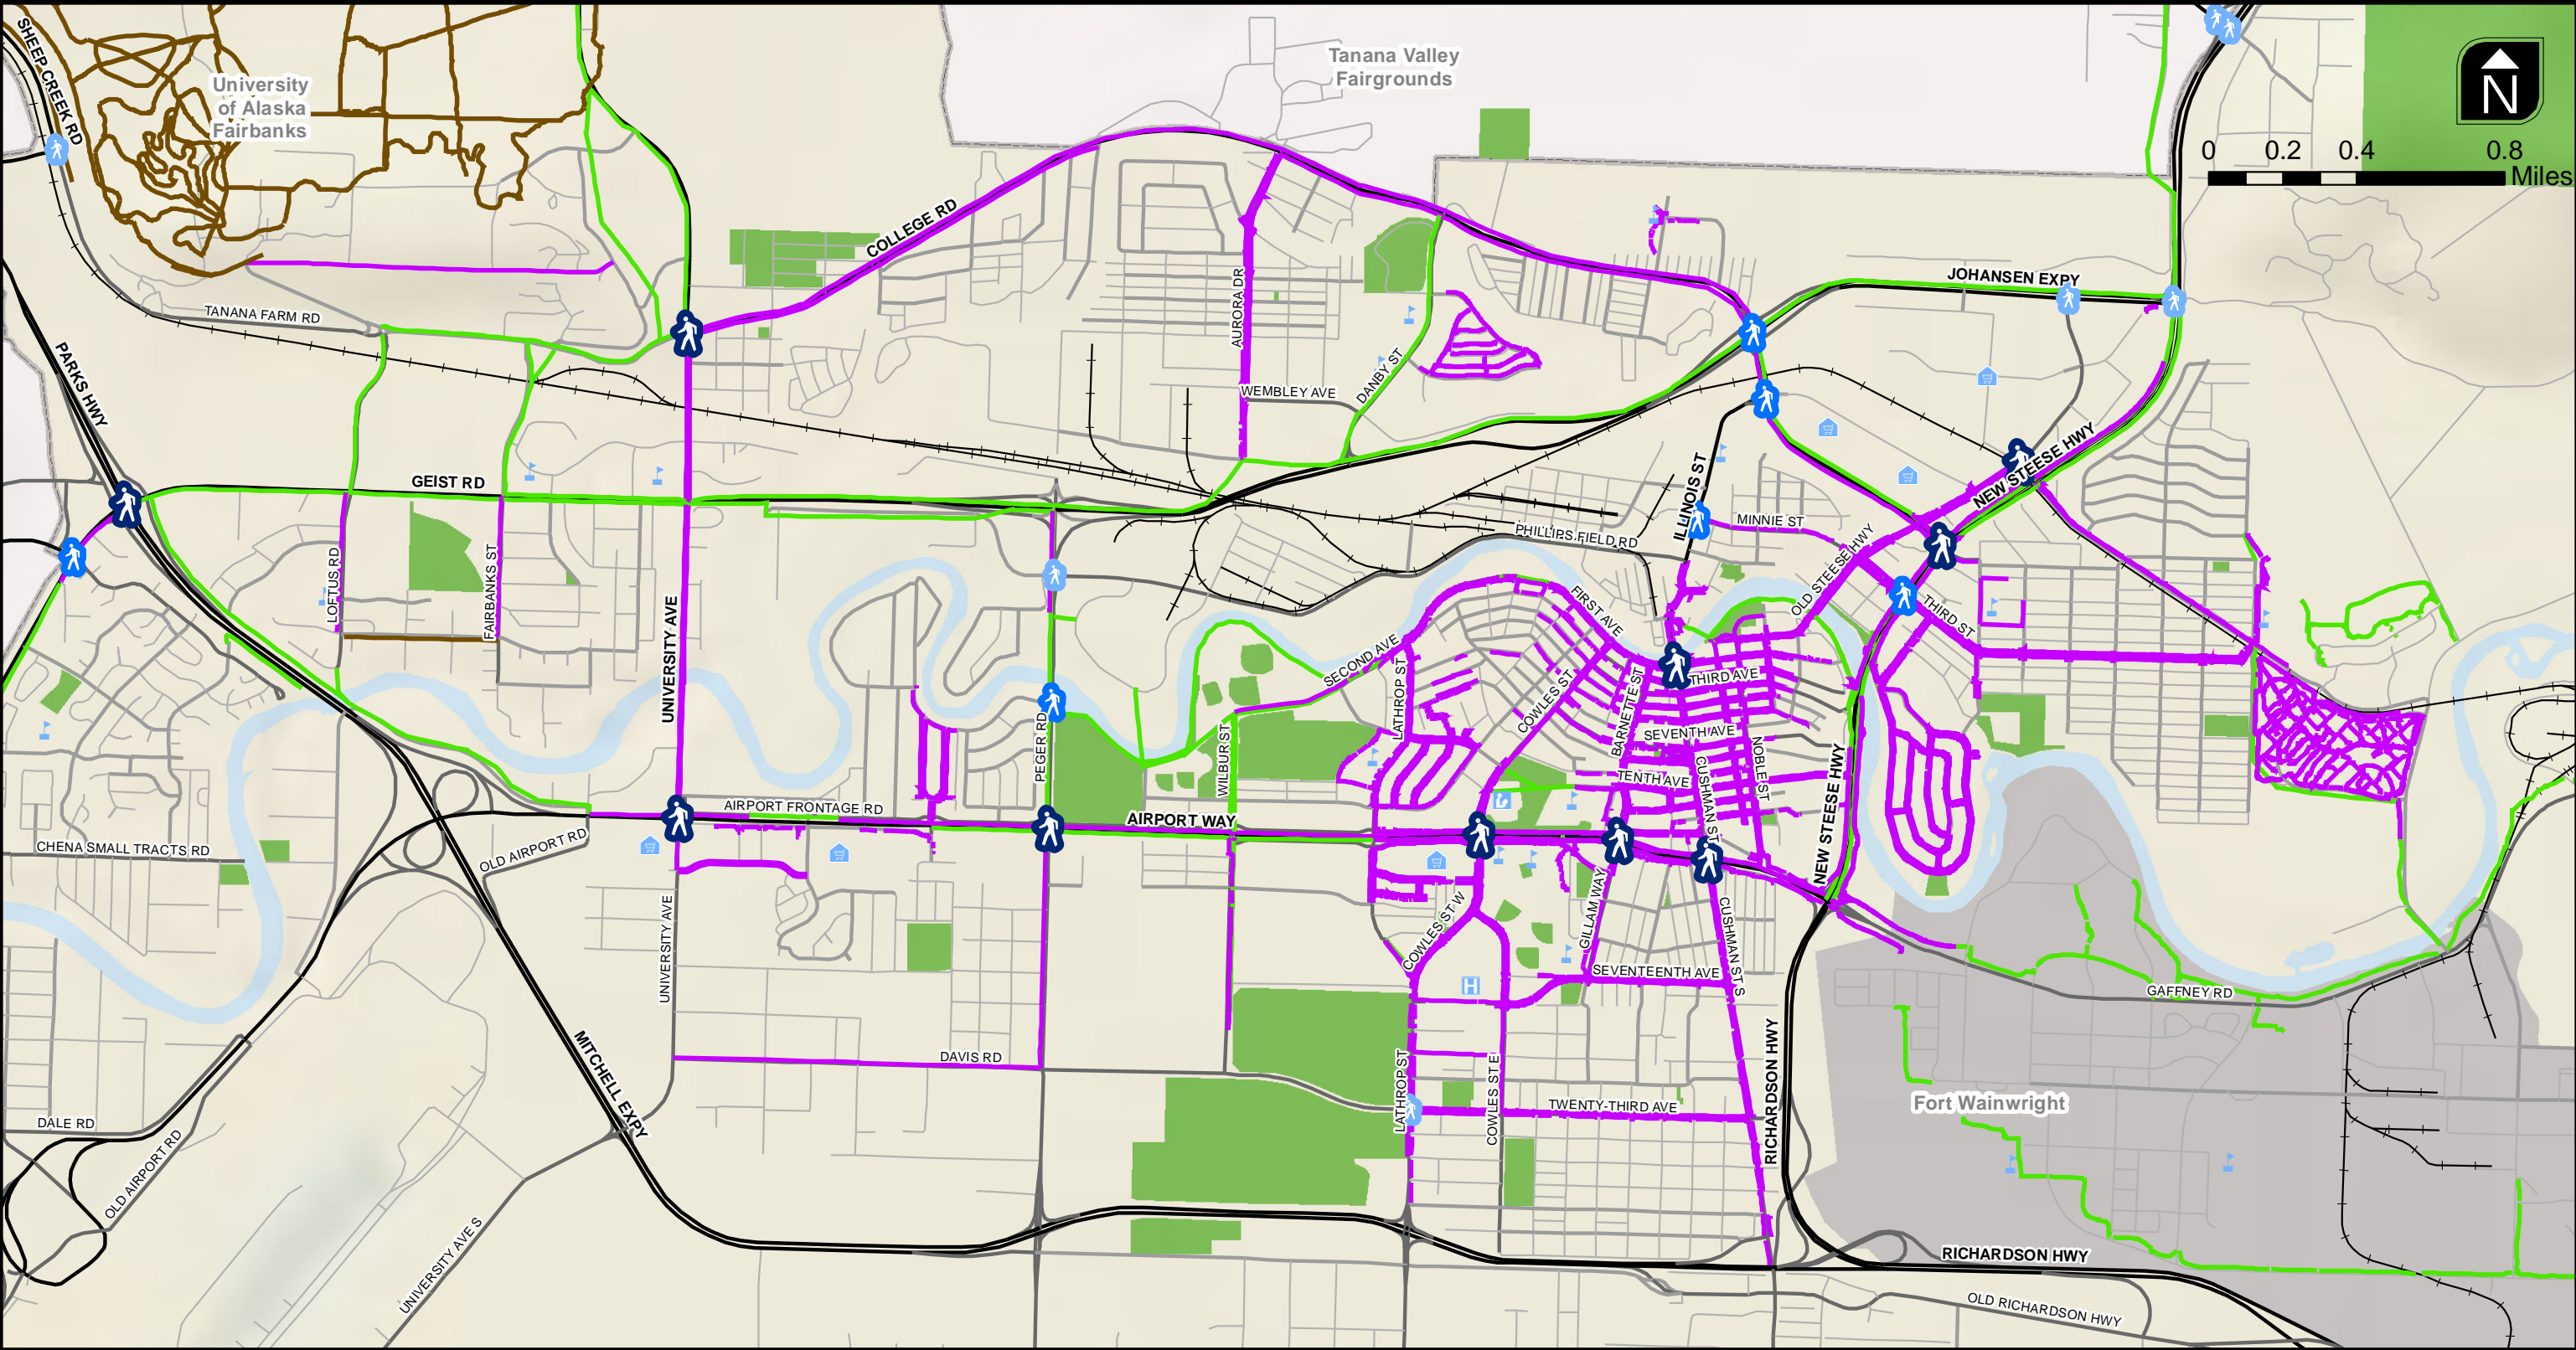 SHEEP CREEK RD
University
of Alaska
Fairbanks
Tanana Valley
Fairgrounds
N
0 0.2 0.4 0.8
Miles
COLLEGE RD
JOHANSEN EXPY
TANANA FARM RD
AURORA DR
PARKS HWY
WEMBLEY AVE
DANBY ST
GEIST RD
NEW STEESE HWY
ILLINOIS ST
MINNIE ST
PHILLIPS FIELD RD
OLD STEESE HWY
LOFTUS RD
FAIRBANKS ST
FIRST AVE
THIRD ST
UNIVERSITY AVE
SECOND AVE
LATHROP ST
COWLES ST
BARNETTE ST
THIRD AVE
PEGER RD
WILBUR ST
SEVENTH AVE
NOBLE ST
TENTH AVE
CUSHMAN ST
NEW STEESE HWY
AIRPORT FRONTAGE RD
AIRPORT WAY
CHENA SMALL TRACTS RD
OLD AIRPORT RD
UNIVERSITY AVE
COWLES ST W
GILLAM WAY
CUSHMAN ST S
SEVENTEENTH AVE
H
GAFFNEY RD
MITCHELL EXPY
DAVIS RD
LATHROP ST
COWLES ST E
TWENTY-THIRD AVE
RICHARDSON HWY
Fort Wainwright
DALE RD
OLD AIRPORT RD
UNIVERSITY AVE S
RICHARDSON HWY
OLD RICHARDSON HWY